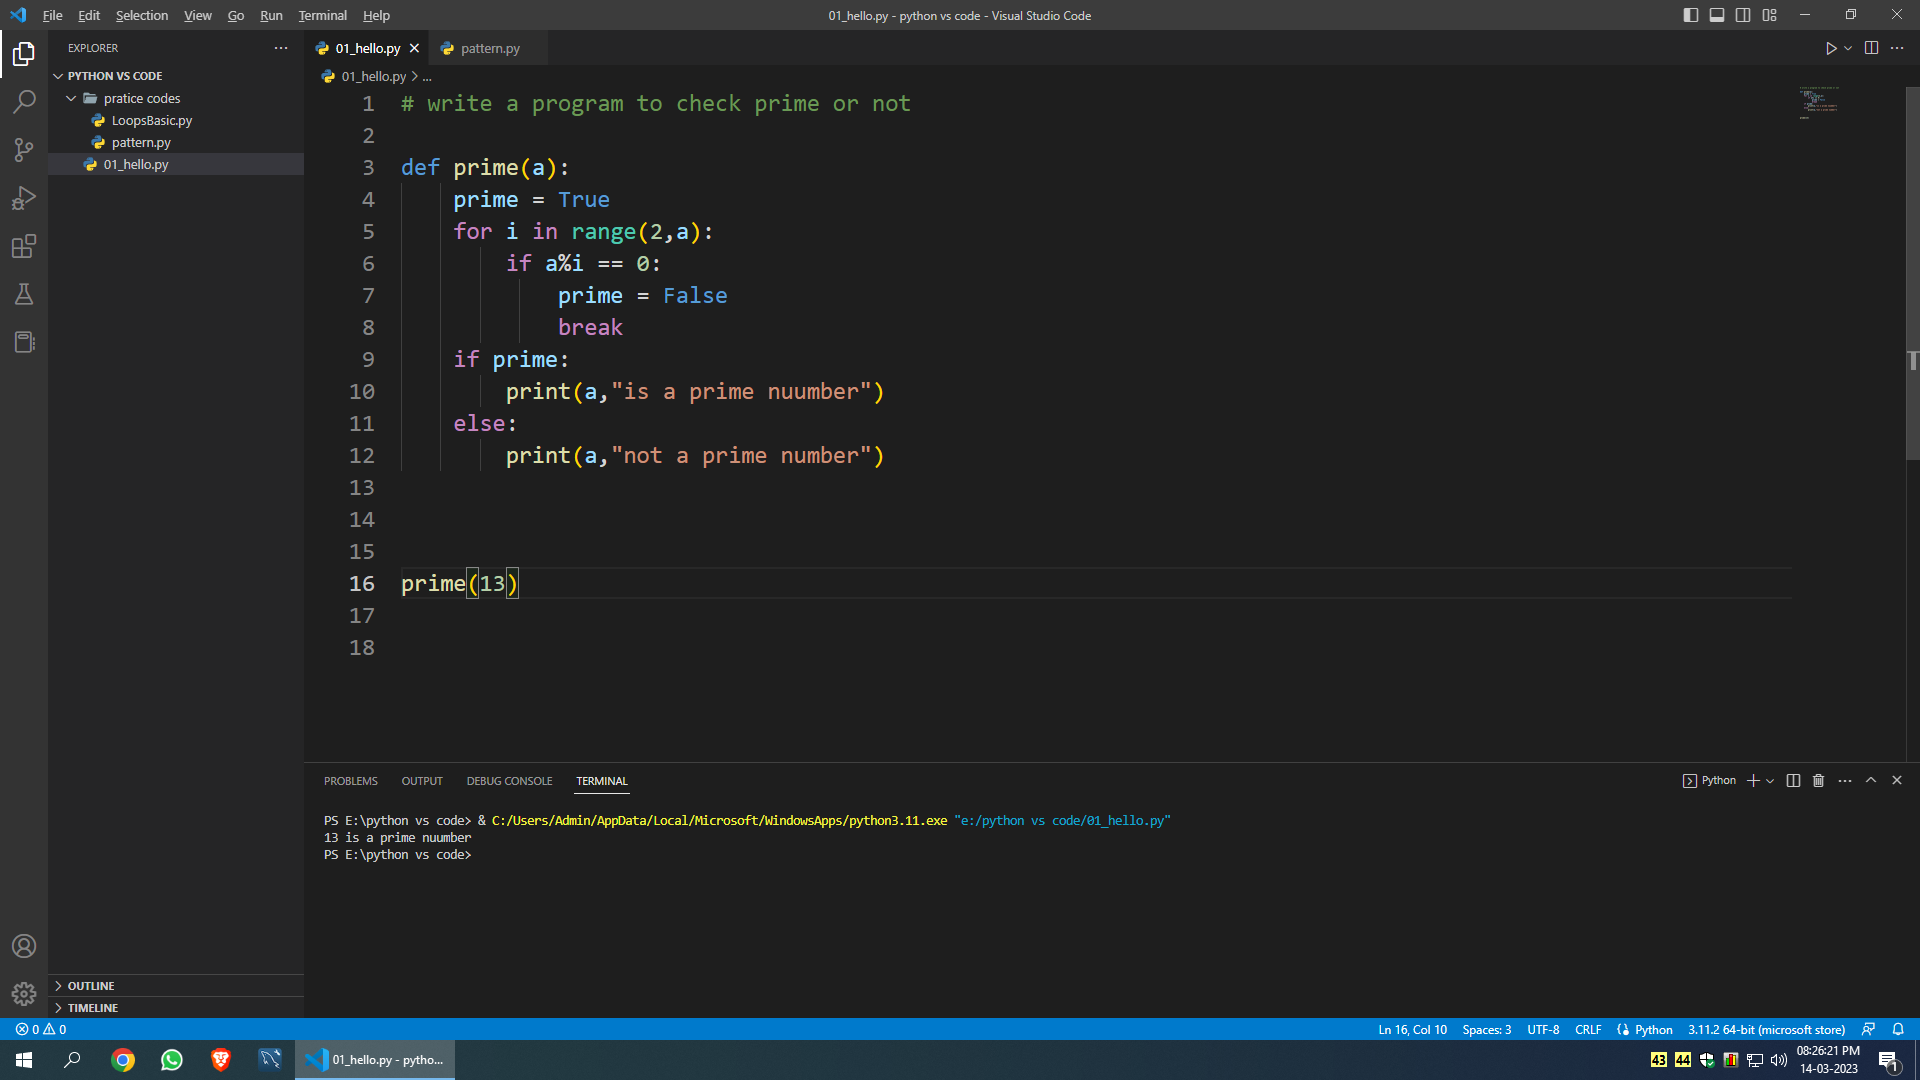 File Edit Selection View Go Run Terminal Help
01_hello.py - python vs code - Visual Studio Code
EXPLORER
PYTHON VS CODE
pratice codes
LoopsBasic.py
pattern.py
01_hello.py
OUTLINE
TIMELINE
01_hello.py
pattern.py
01_hello.py > ...
1 # write a program to check prime or not
2
3 def prime(a):
4 prime = True
5 for i in range(2,a):
6 if a%i == 0:
7 prime = False
8 break
9 if prime:
10 print(a,"is a prime nuumber")
11 else:
12 print(a,"not a prime number")
13
14
15
16 prime(13)
17
18
PROBLEMS OUTPUT DEBUG CONSOLE TERMINAL
Python
PS E:\python vs code> & C:/Users/Admin/AppData/Local/Microsoft/WindowsApps/python3.11.exe "e:/python vs code/01_hello.py"
13 is a prime nuumber
PS E:\python vs code>
0 0
Ln 16, Col 10 Spaces: 3 UTF-8 CRLF Python 3.11.2 64-bit (microsoft store)
01_hello.py - pytho...
43 44
08:26:21 PM
14-03-2023
1